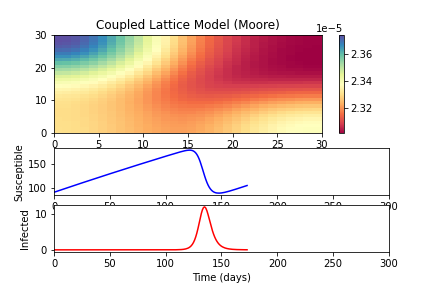 Coupled Lattice Model (Moore)
1e−5
30
20
10
0
0 5 10 15 20 25 30
2.36
2.34
2.32
Susceptible
150
100
0 50 100 150 200 250 300
Infected
10
0
0 50 100 150 200 250 300
Time (days)